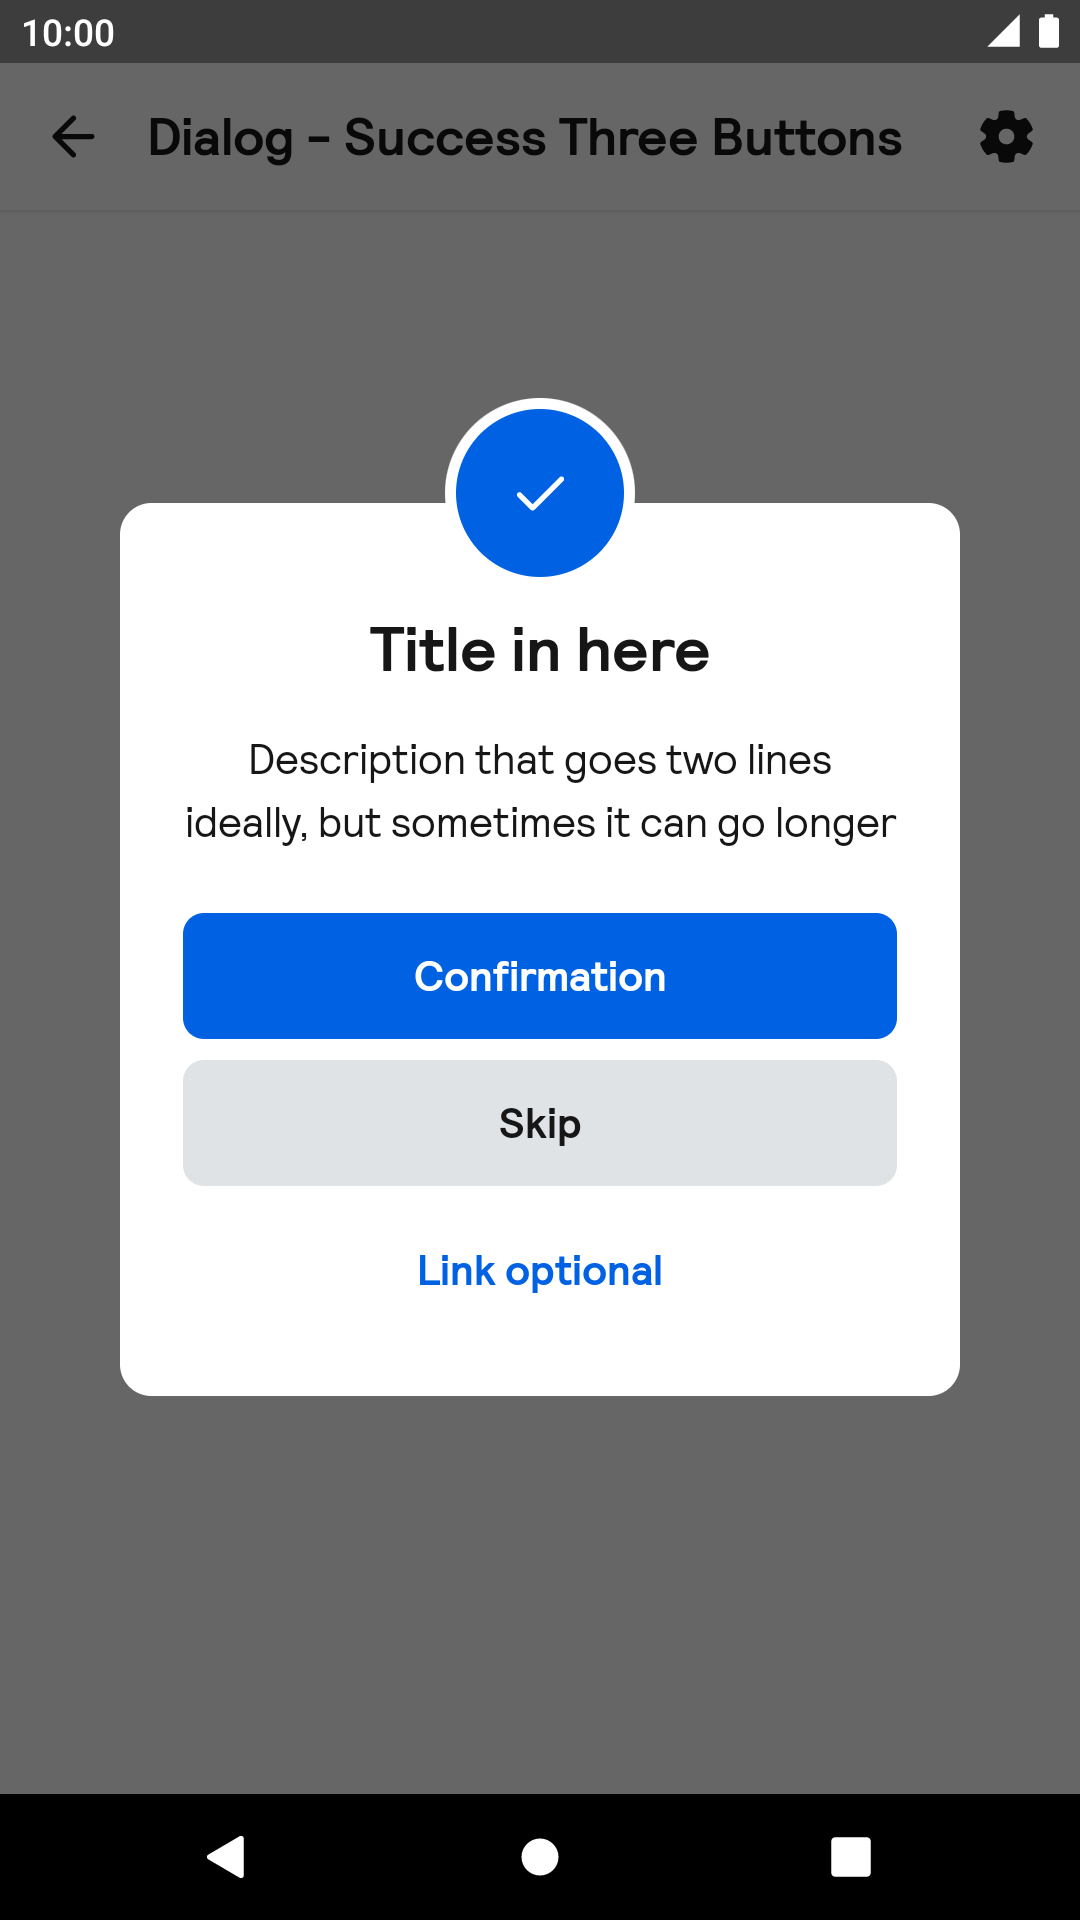 10:00
Dialog - Success Three Buttons
Title in here
Description that goes two lines
ideally, but sometimes it can go longer
Confirmation
Skip
Link optional